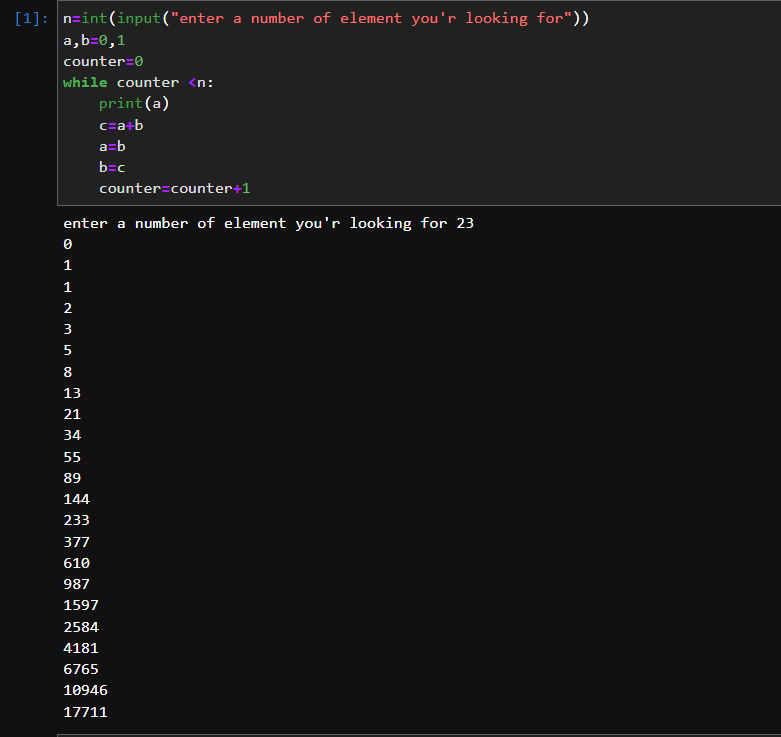 [1]: n=int(input("enter a number of element you'r looking for"))
a,b=0,1
counter=0
while counter <n:
    print(a)
    c=a+b
    a=b
    b=c
    counter=counter+1
enter a number of element you'r looking for 23
0
1
1
2
3
5
8
13
21
34
55
89
144
233
377
610
987
1597
2584
4181
6765
10946
17711